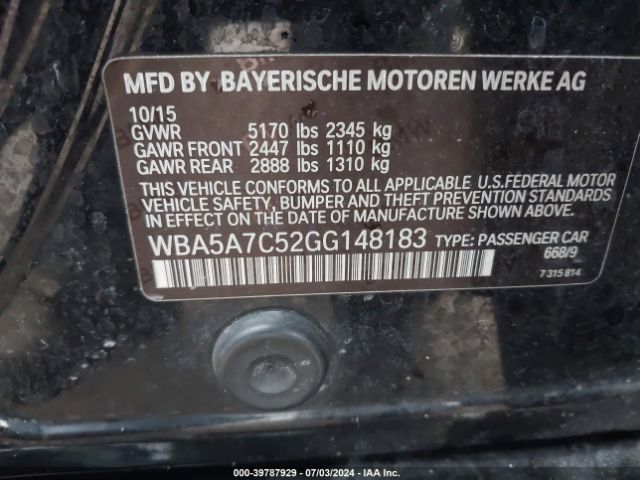 MFD BY BAYERISCHE MOTOREN WERKE AG
10/15
GVWR 5170 lbs 2345 kg
GAWR FRONT 2447 lbs 1110 kg
GAWR REAR 2888 lbs 1310 kg
THIS VEHICLE CONFORMS TO ALL APPLICABLE U.S.FEDERAL MOTOR
VEHICLE SAFETY, BUMPER AND THEFT PREVENTION STANDARDS
IN EFFECT ON THE DATE OF MANUFACTURE SHOWN ABOVE.
WBA5A7C52GG148183 TYPE: PASSENGER CAR
668/9
7 315 814
000-39787929 - 07/03/2024 - IAA Inc.